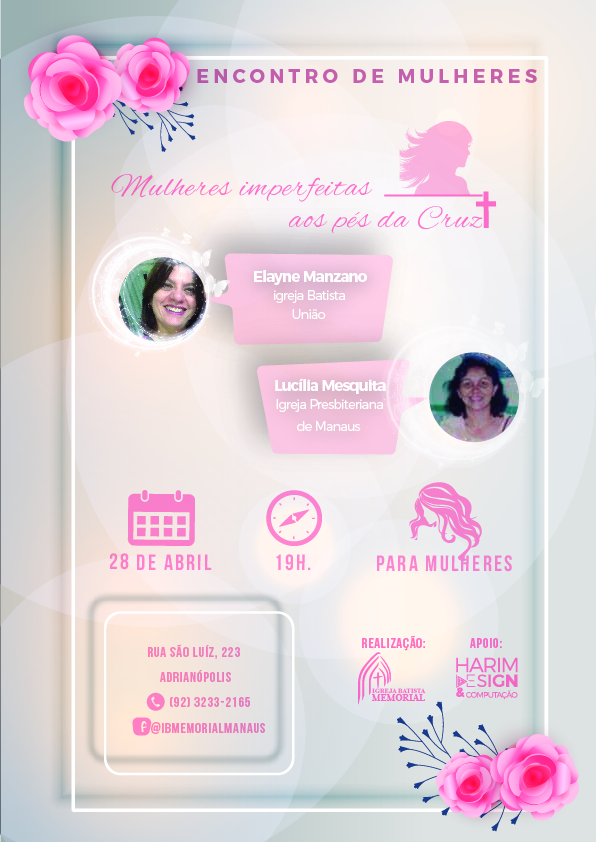 ENCONTRO DE MULHERES
Mulheres imperfeitas
aos pés da Cruz
Elayne Manzano
igreja Batista
União
Lucília Mesquita
Igreja Presbiteriana
de Manaus
28 DE ABRIL
19H.
PARA MULHERES
RUA SÃO LUÍZ, 223
ADRIANÓPOLIS
(92) 3233-2165
@IBMEMORIALMANAUS
REALIZAÇÃO:
IGREJA BATISTA
MEMORIAL
APOIO:
HARIM
DESIGN
& COMPUTAÇÃO